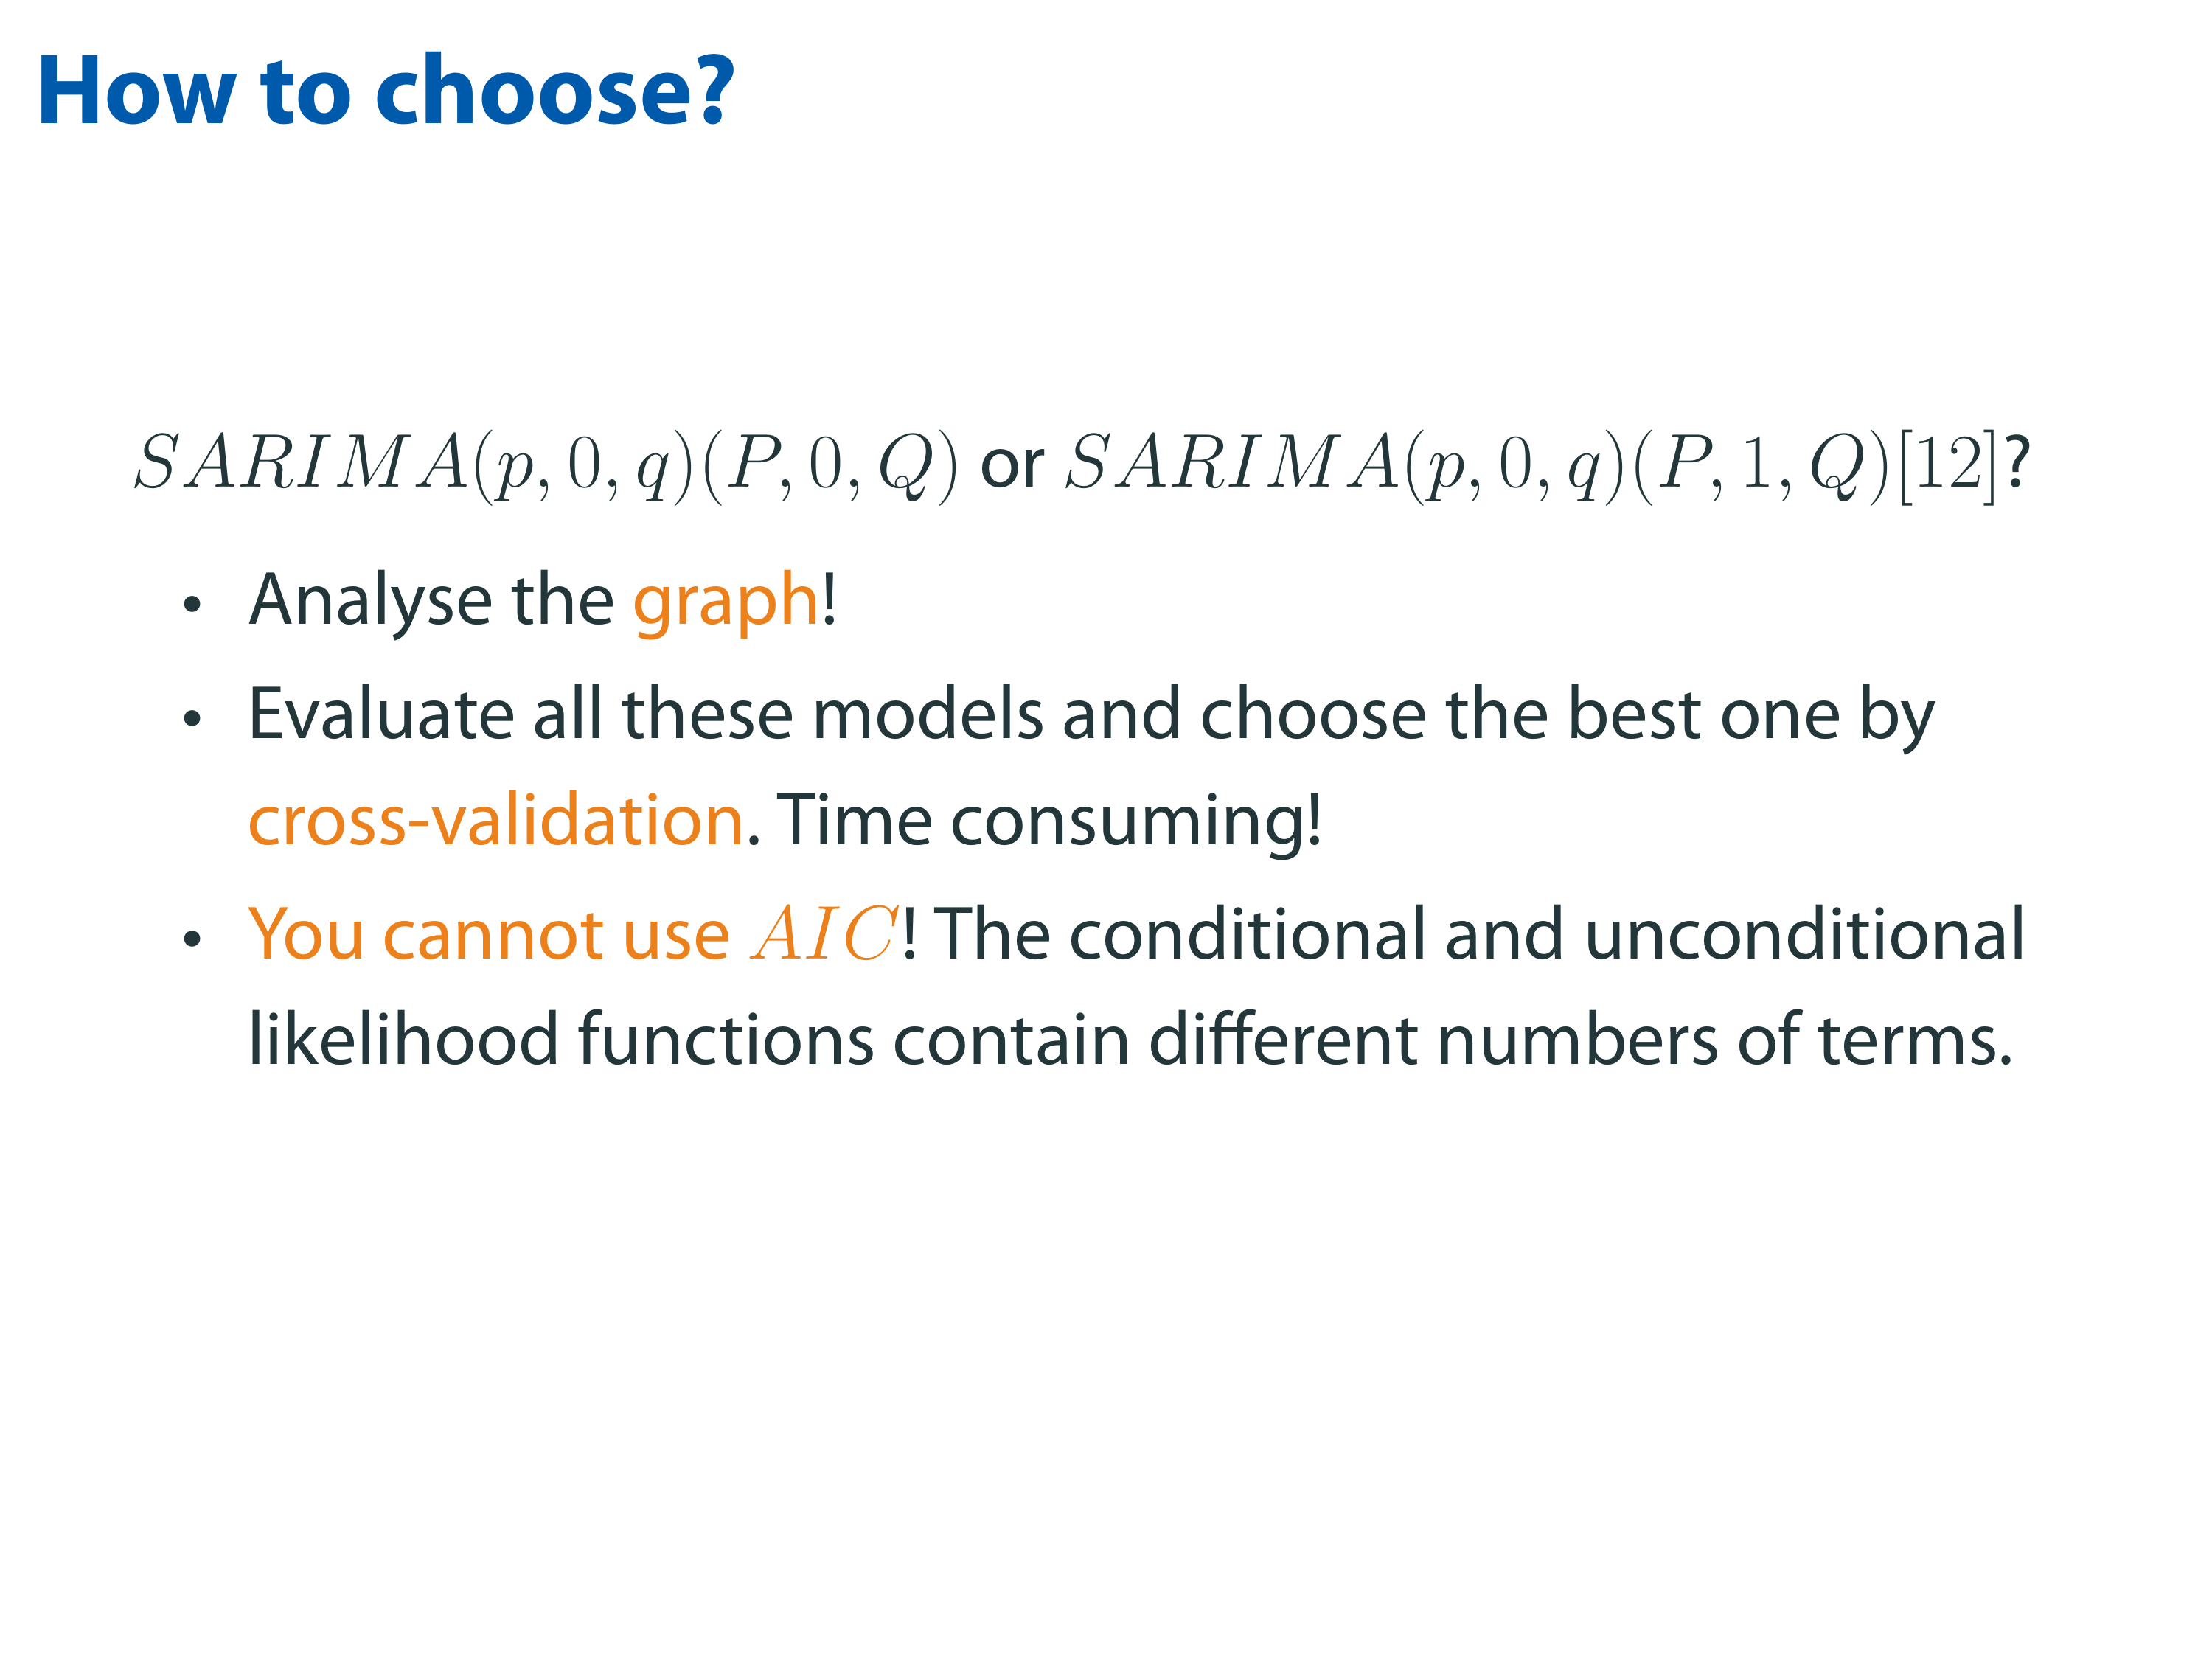 How to choose?
SARIMA(p, 0, q)(P, 0, Q) or SARIMA(p, 0, q)(P, 1, Q)[12]?
• Analyse the graph!
• Evaluate all these models and choose the best one by
cross-validation. Time consuming!
• You cannot use AIC! The conditional and unconditional
likelihood functions contain different numbers of terms.